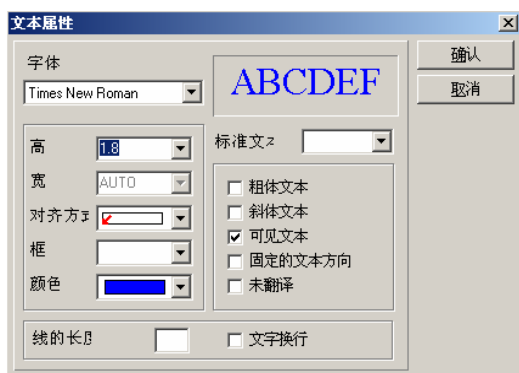 文本属性
字体
Times New Roman
ABCDEF
确认
取消
标准文
高 1.8
宽 AUTO
对齐方
框
颜色
粗体文本
斜体文本
可见文本
固定的文本方向
未翻译
线的长
文字换行